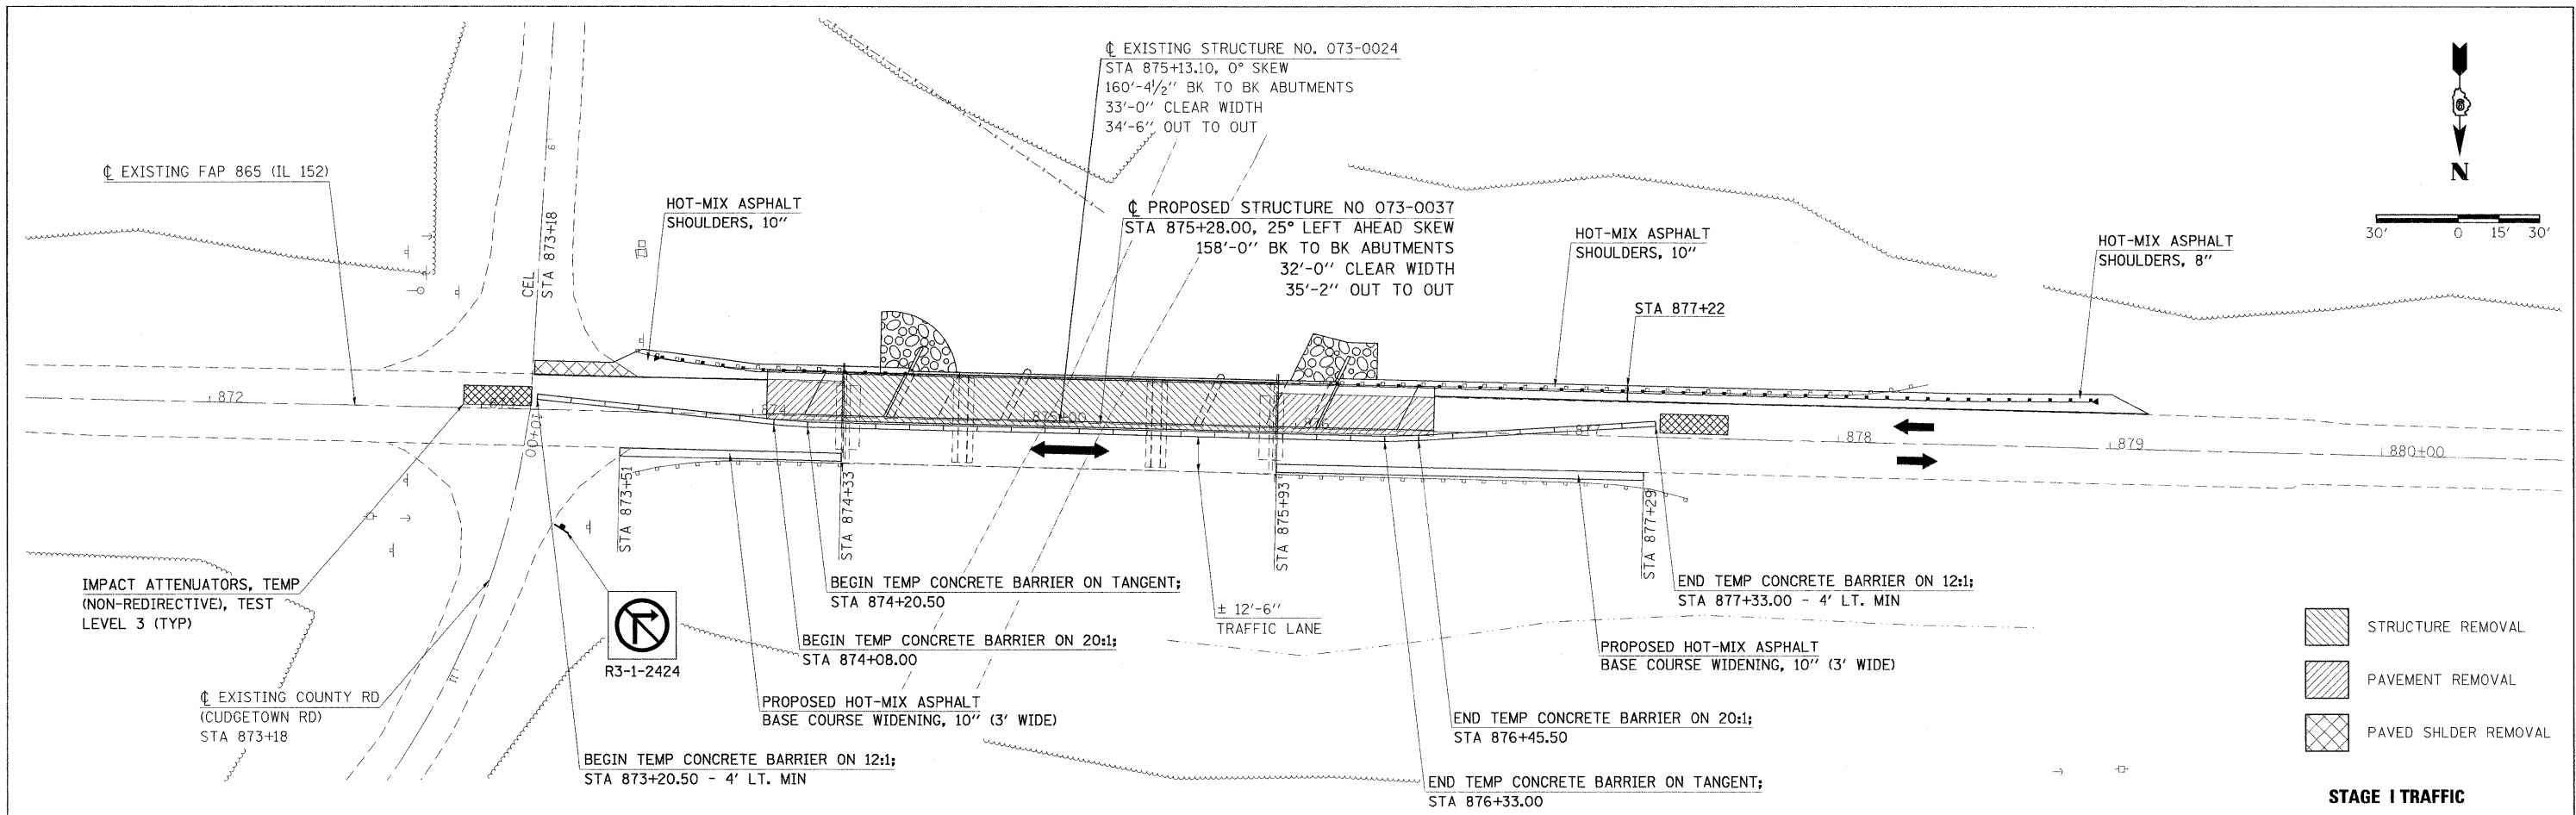 ℄ EXISTING STRUCTURE NO. 073-0024
STA 875+13.10, 0° SKEW
160'-4½" BK TO BK ABUTMENTS
33'-0" CLEAR WIDTH
34'-6" OUT TO OUT
℄ EXISTING FAP 865 (IL 152)
HOT-MIX ASPHALT
SHOULDERS, 10"
CEL
STA 873+18
℄ PROPOSED STRUCTURE NO 073-0037
STA 875+28.00, 25° LEFT AHEAD SKEW
158'-0" BK TO BK ABUTMENTS
32'-0" CLEAR WIDTH
35'-2" OUT TO OUT
HOT-MIX ASPHALT
SHOULDERS, 10"
STA 877+22
HOT-MIX ASPHALT
SHOULDERS, 8"
N
30' 0 15' 30'
872
874
875+00
877
878
879
880+00
10+00
9
11
STA 873+51
STA 874+33
STA 875+93
STA 877+29
IMPACT ATTENUATORS, TEMP
(NON-REDIRECTIVE), TEST
LEVEL 3 (TYP)
R3-1-2424
BEGIN TEMP CONCRETE BARRIER ON TANGENT;
STA 874+20.50
BEGIN TEMP CONCRETE BARRIER ON 20:1;
STA 874+08.00
± 12'-6"
TRAFFIC LANE
END TEMP CONCRETE BARRIER ON 12:1;
STA 877+33.00 - 4' LT. MIN
PROPOSED HOT-MIX ASPHALT
BASE COURSE WIDENING, 10" (3' WIDE)
℄ EXISTING COUNTY RD
(CUDGETOWN RD)
STA 873+18
PROPOSED HOT-MIX ASPHALT
BASE COURSE WIDENING, 10" (3' WIDE)
END TEMP CONCRETE BARRIER ON 20:1;
STA 876+45.50
BEGIN TEMP CONCRETE BARRIER ON 12:1;
STA 873+20.50 - 4' LT. MIN
END TEMP CONCRETE BARRIER ON TANGENT;
STA 876+33.00
STRUCTURE REMOVAL
PAVEMENT REMOVAL
PAVED SHLDER REMOVAL
STAGE I TRAFFIC